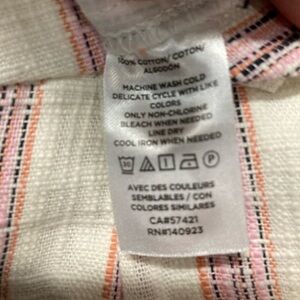 100% COTTON/ COTON/
ALGODÓN
MACHINE WASH COLD
DELICATE CYCLE WITH LIKE
COLORS
ONLY NON-CHLORINE
BLEACH WHEN NEEDED
LINE DRY
COOL IRON WHEN NEEDED
30 P
AVEC DES COULEURS
SEMBLABLES / CON
COLORES SIMILARES
CA#57421
RN#140923